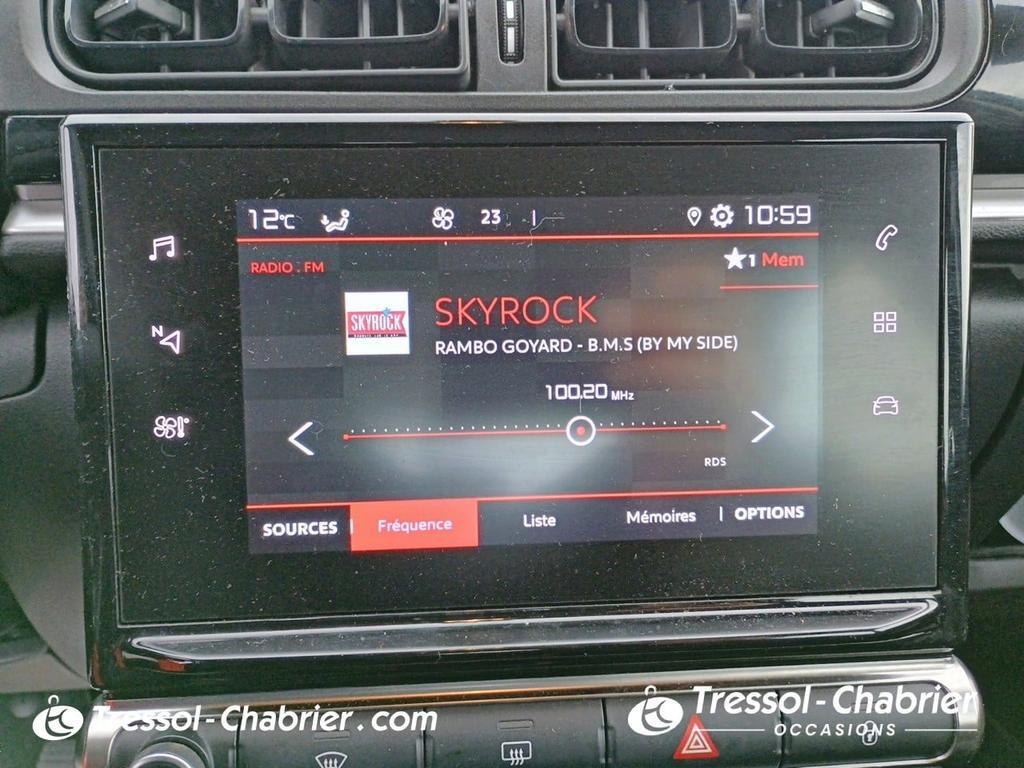 12°C 23 10:59
RADIO . FM
★1 Mem
SKYROCK
SKYROCK
RAMBO GOYARD - B.M.S (BY MY SIDE)
100.20 MHz
N
RDS
SOURCES Fréquence Liste Mémoires OPTIONS
Tressol-Chabrier.com
Tressol-Chabrier
OCCASIONS